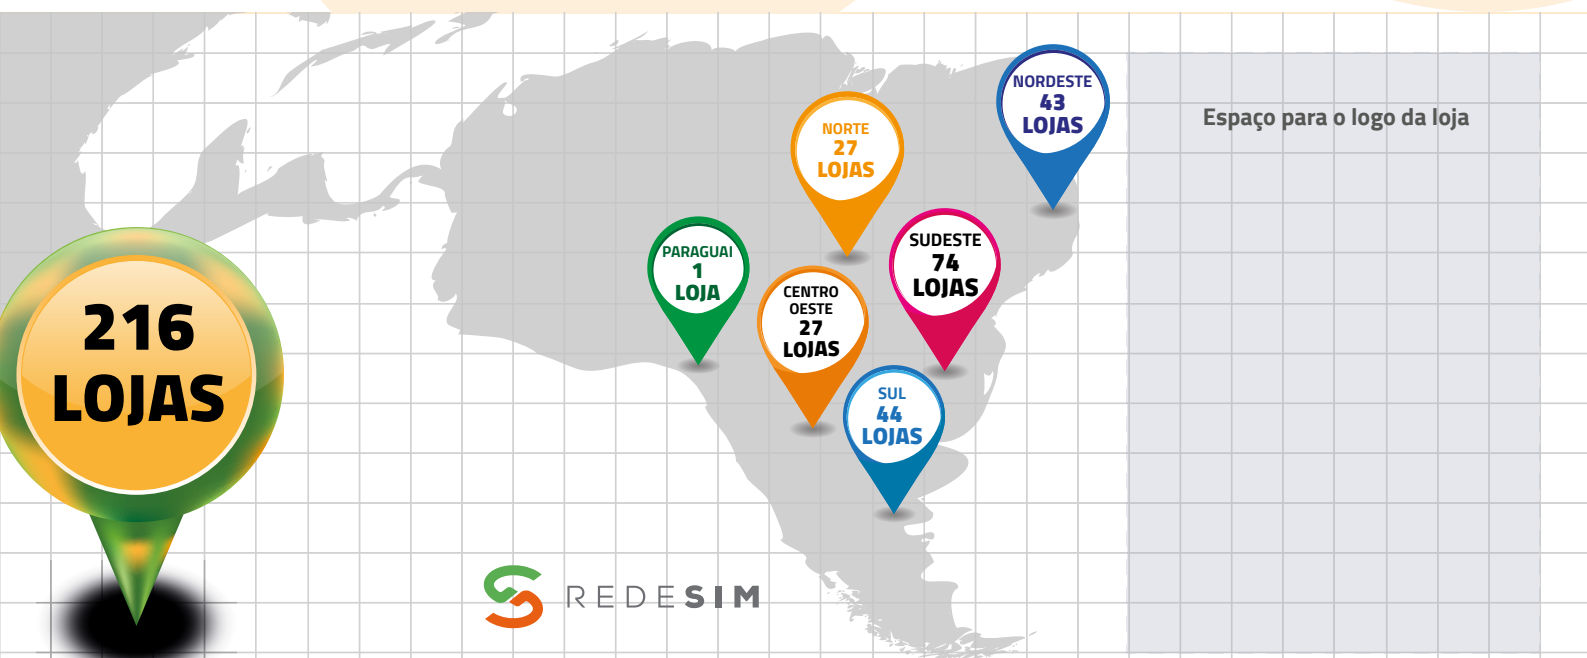 NORDESTE
43
LOJAS
Espaço para o logo da loja
NORTE
27
LOJAS
PARAGUAI
1
LOJA
SUDESTE
74
LOJAS
CENTRO
OESTE
27
LOJAS
216
LOJAS
SUL
44
LOJAS
REDESIM